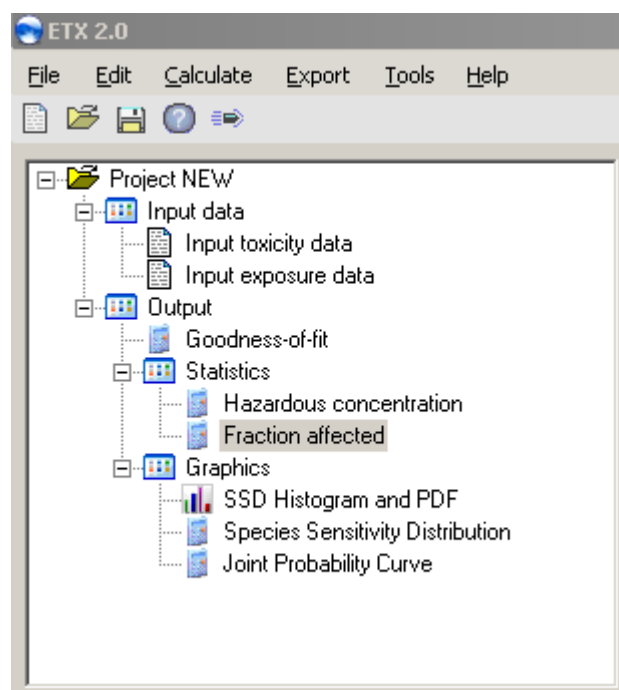 ETX 2.0
File Edit Calculate Export Tools Help
Project NEW
Input data
Input toxicity data
Input exposure data
Output
Goodness-of-fit
Statistics
Hazardous concentration
Fraction affected
Graphics
SSD Histogram and PDF
Species Sensitivity Distribution
Joint Probability Curve